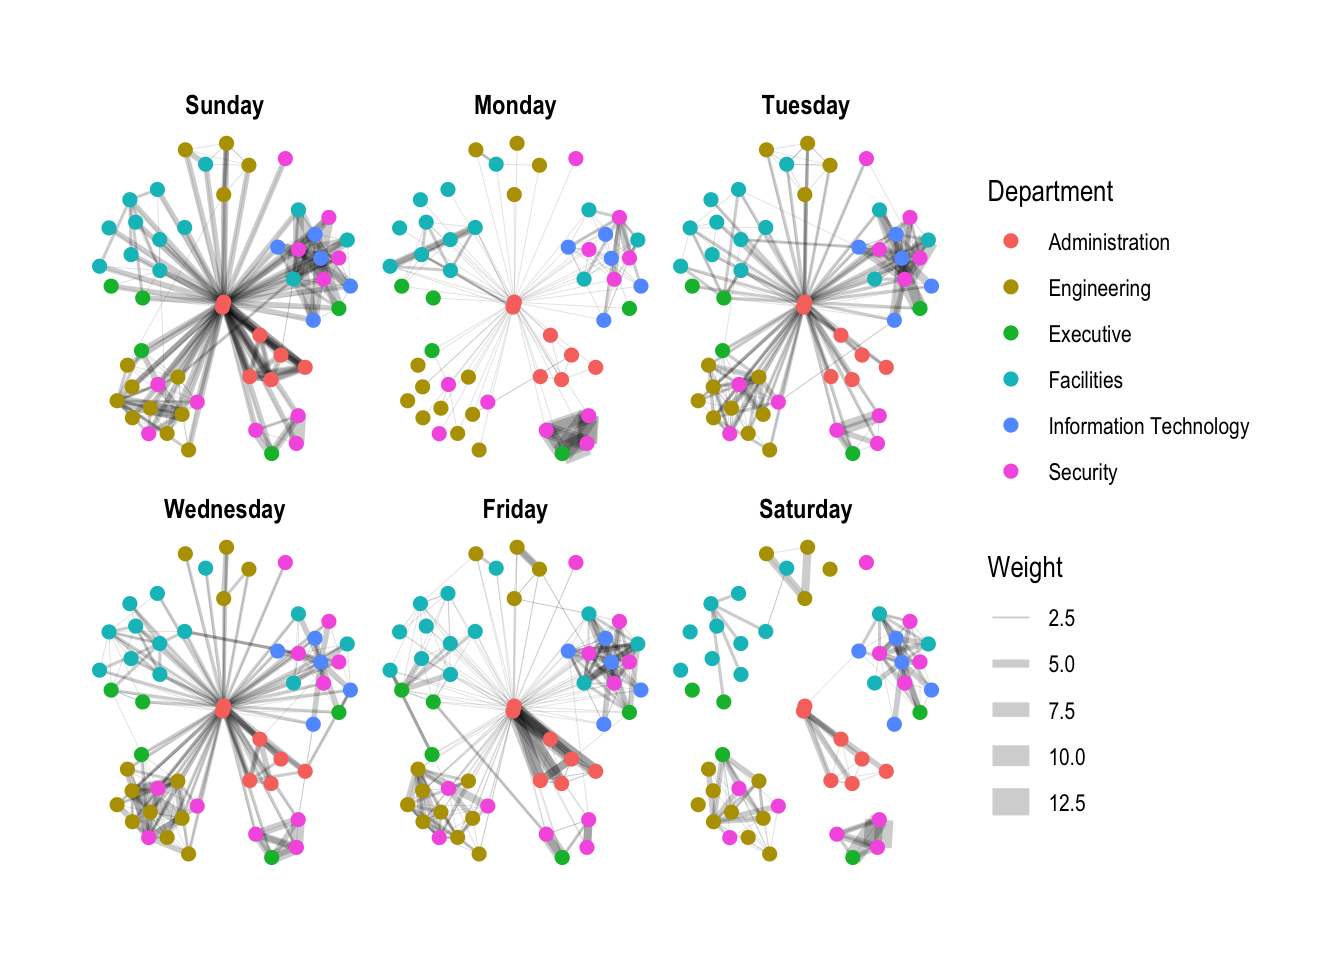 Sunday
Monday
Tuesday
Wednesday
Friday
Saturday
Department
Administration
Engineering
Executive
Facilities
Information Technology
Security
Weight
2.5
5.0
7.5
10.0
12.5